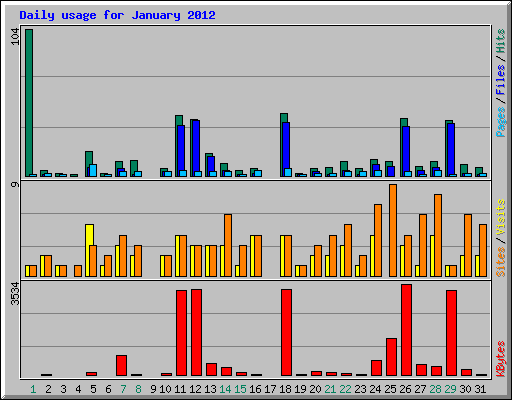 Daily usage for January 2012
104
Pages / Files / Hits
9
Sites / Visits
3534
KBytes
1 2 3 4 5 6 7 8 9 10 11 12 13 14 15 16 17 18 19 20 21 22 23 24 25 26 27 28 29 30 31